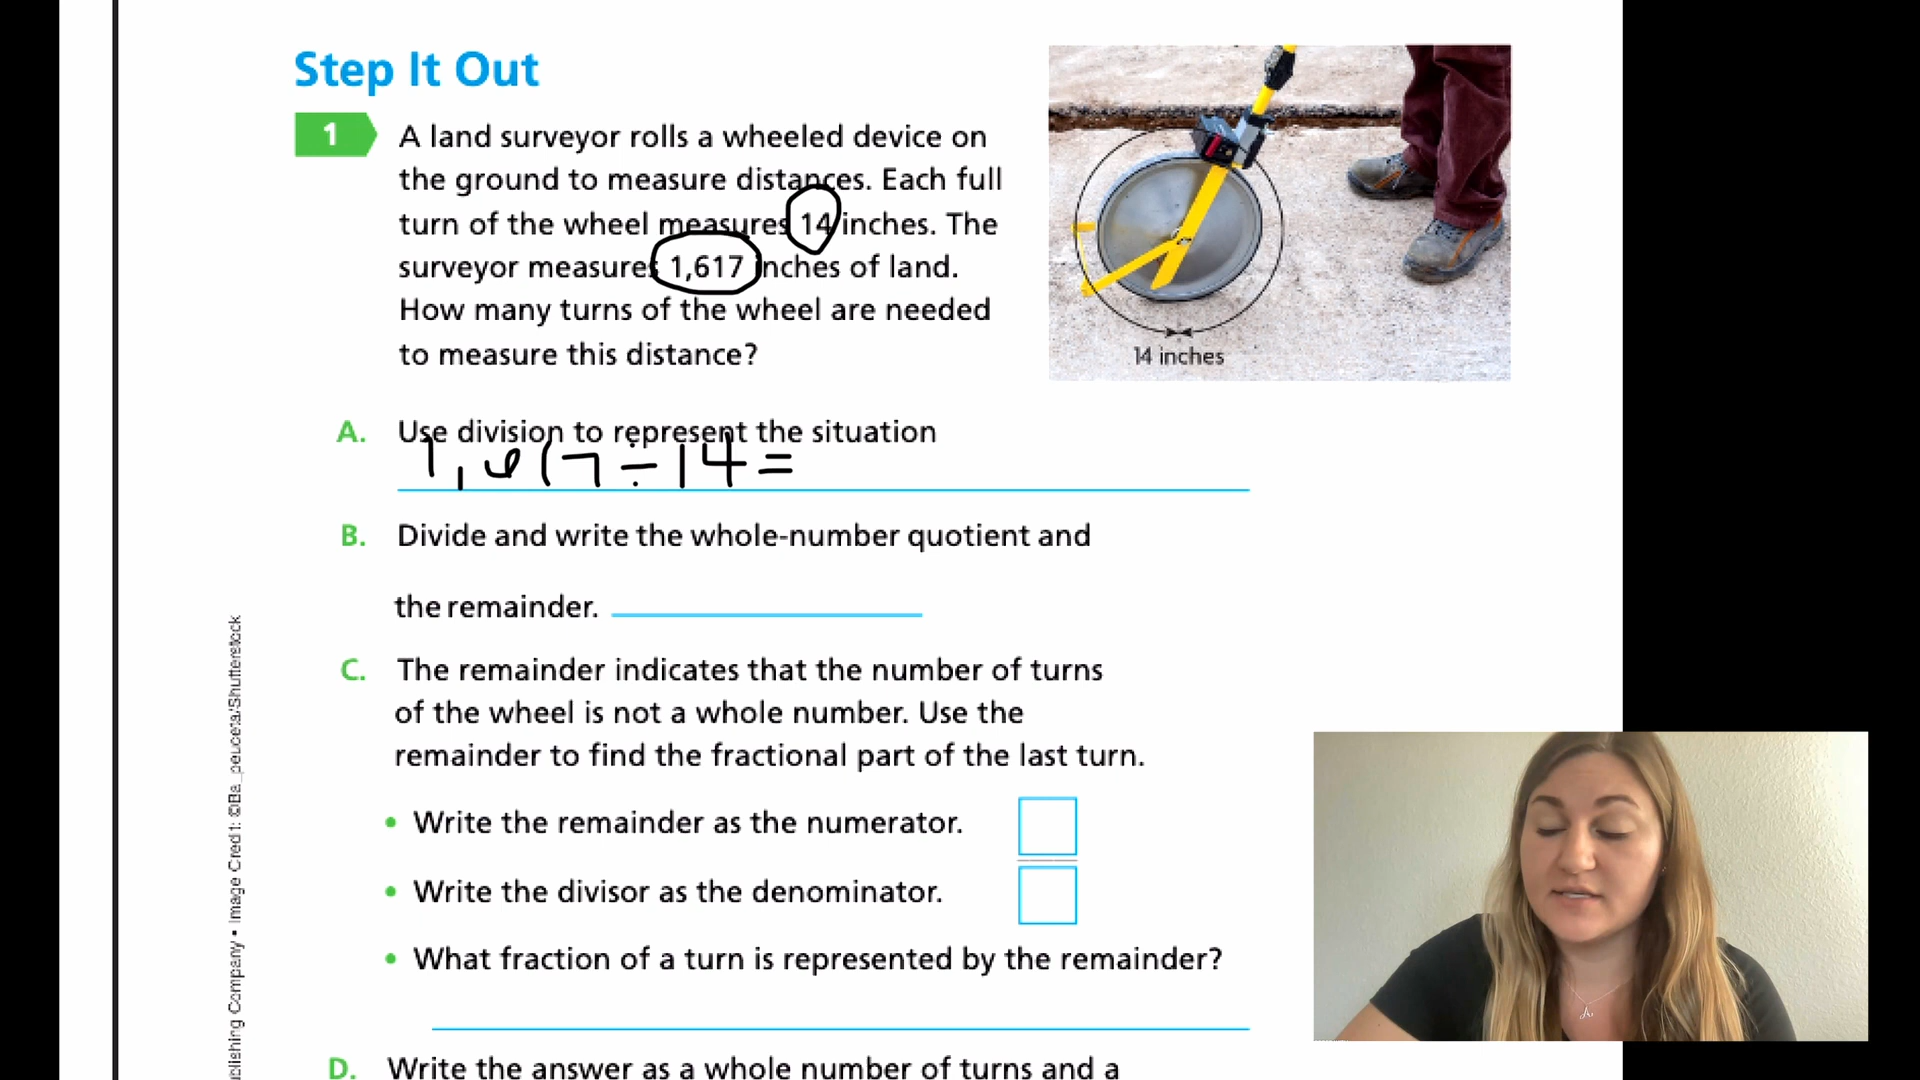 Step It Out
1 A land surveyor rolls a wheeled device on
the ground to measure distances. Each full
turn of the wheel measures 14 inches. The
surveyor measures 1,617 inches of land.
How many turns of the wheel are needed
to measure this distance?
14 inches
A. Use division to represent the situation
1,617 ÷ 14 =
B. Divide and write the whole-number quotient and
the remainder.
C. The remainder indicates that the number of turns
of the wheel is not a whole number. Use the
remainder to find the fractional part of the last turn.
• Write the remainder as the numerator.
• Write the divisor as the denominator.
• What fraction of a turn is represented by the remainder?
D. Write the answer as a whole number of turns and a
Company • Image Credit: ©Ba_peuceta/Shutterstock